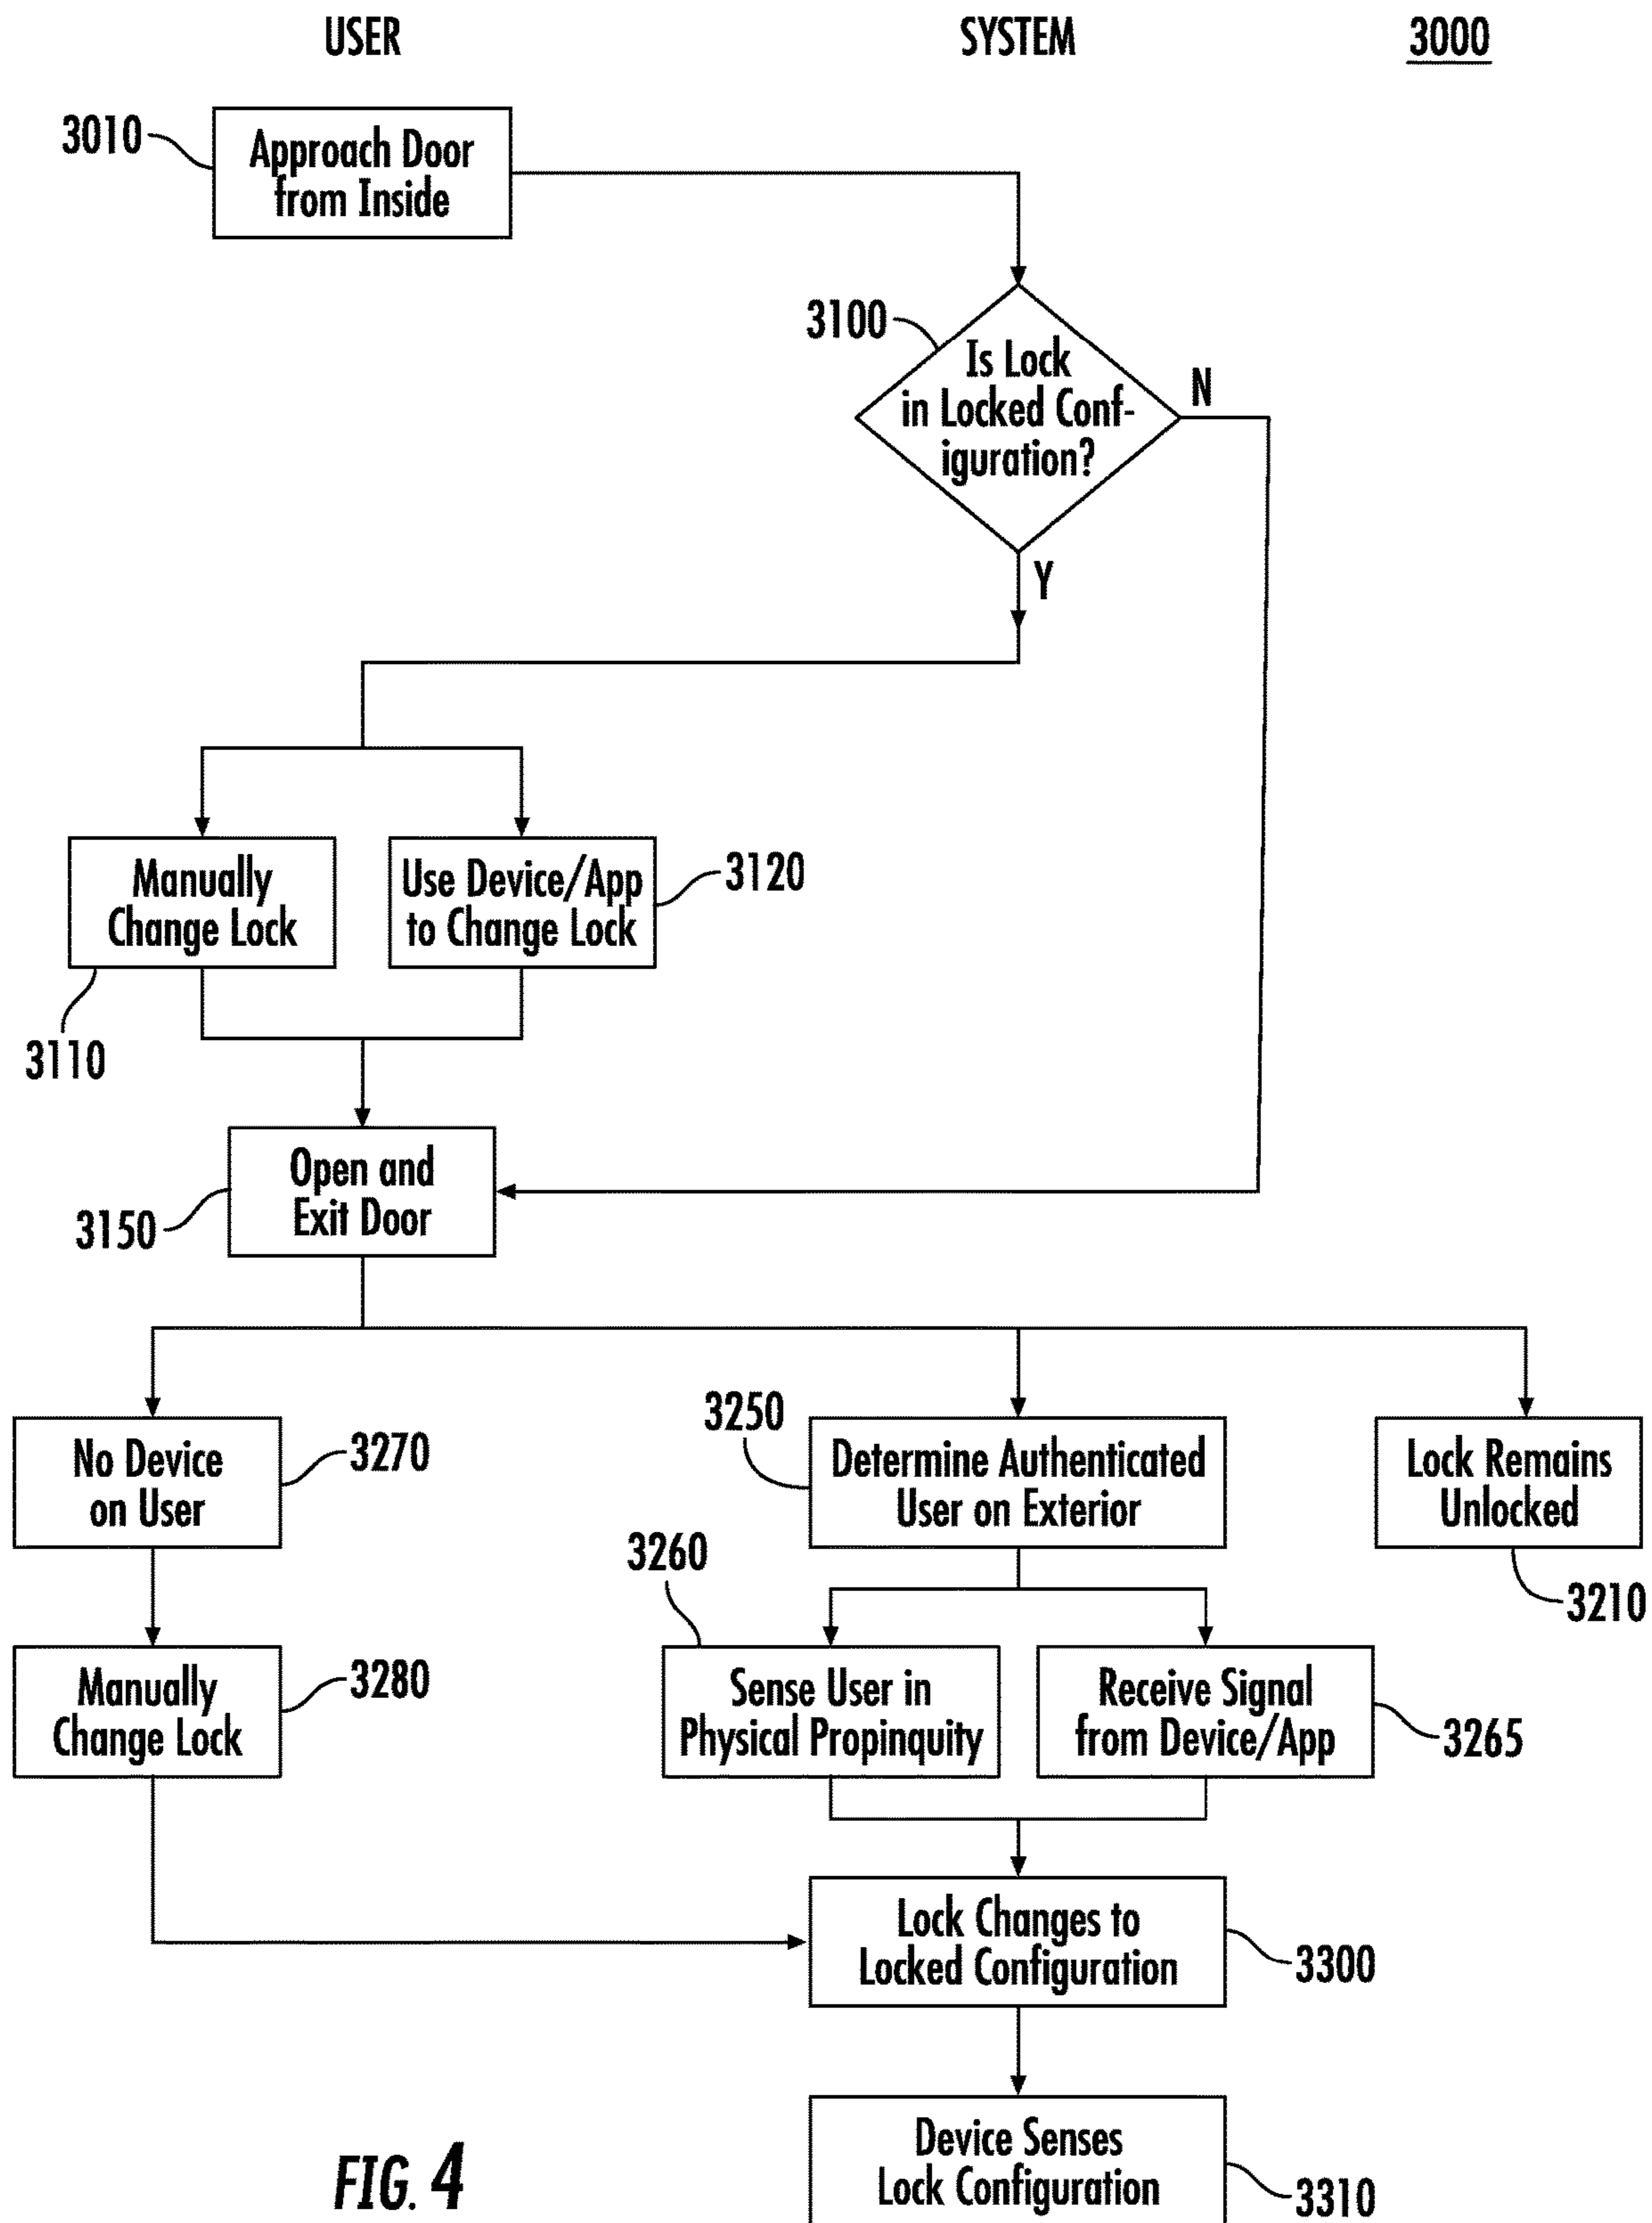 USER
SYSTEM
3000
3010
Approach Door
from Inside
3100
Is Lock
in Locked Conf-
iguration?
N
Y
Manually
Change Lock
Use Device/App
to Change Lock
3120
3110
Open and
Exit Door
3150
No Device
on User
3270
3250
Determine Authenticated
User on Exterior
Lock Remains
Unlocked
3210
3260
Manually
Change Lock
3280
Sense User in
Physical Propinquity
Receive Signal
from Device/App
3265
Lock Changes to
Locked Configuration
3300
Device Senses
Lock Configuration
3310
FIG. 4